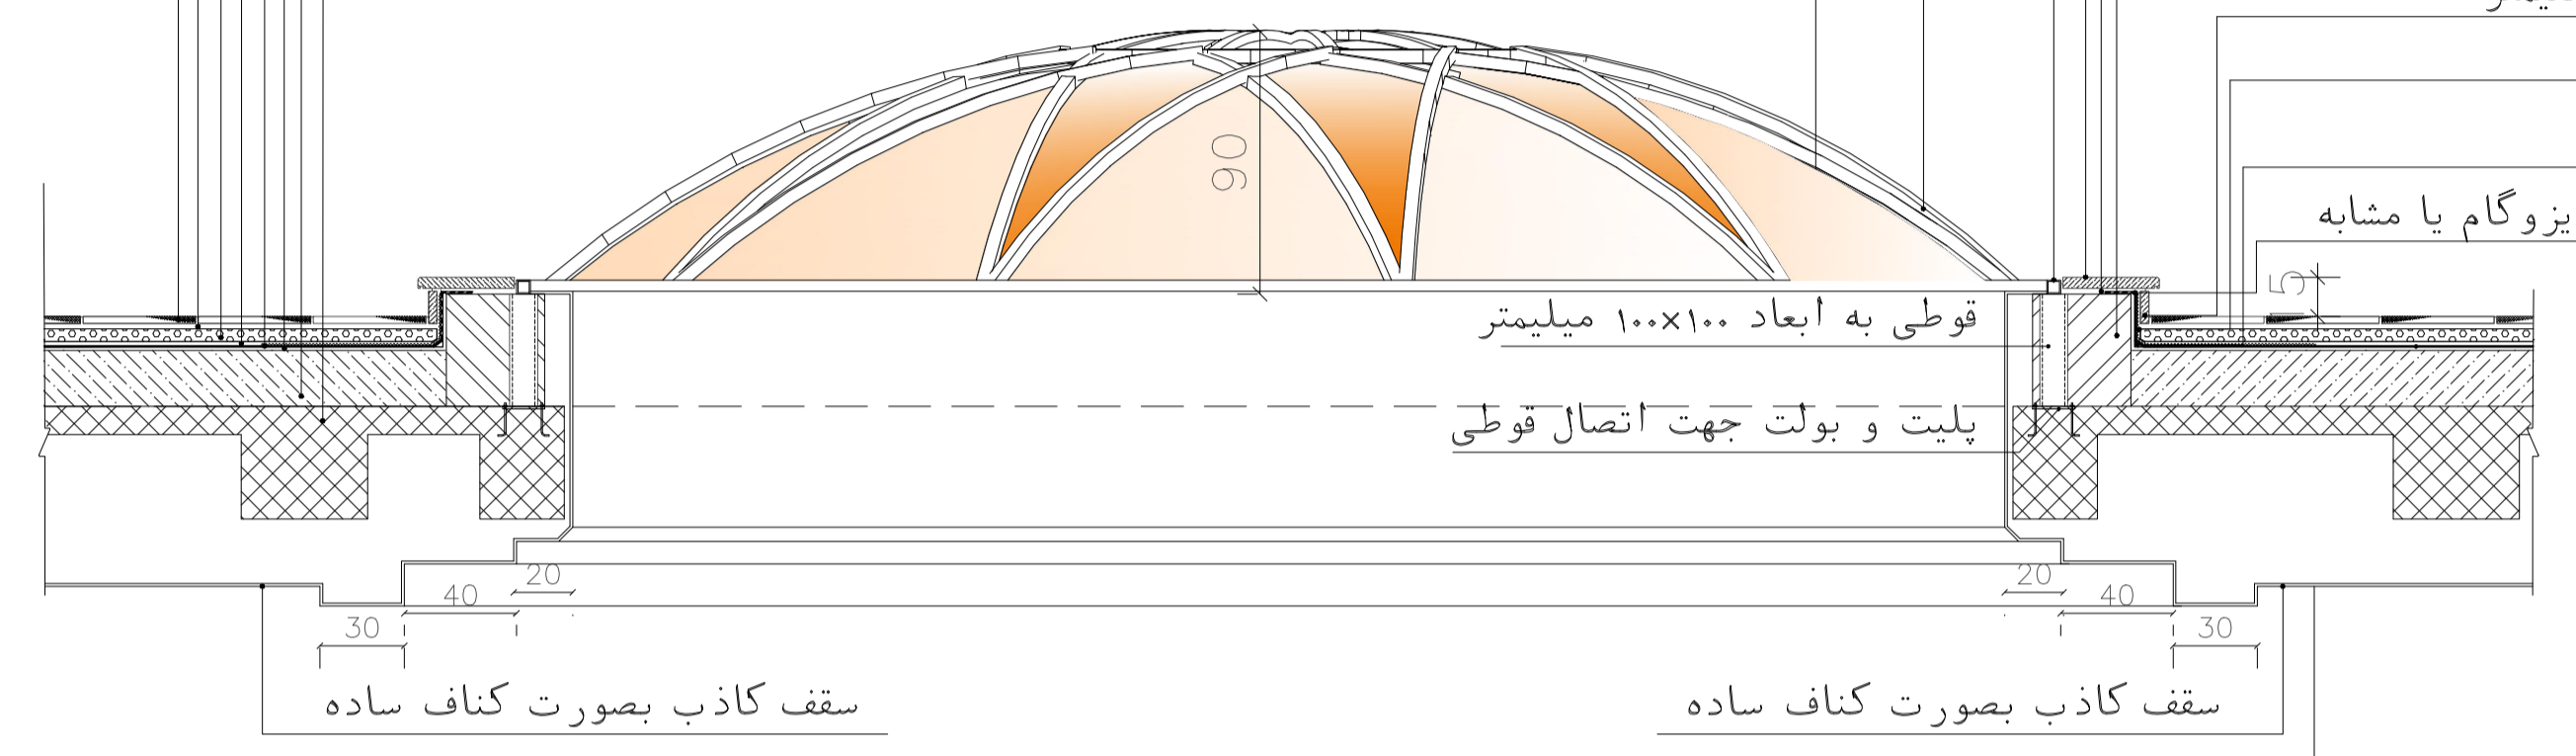 90
یزوگام یا مشابه
15
قوطی به ابعاد ۱۰۰×۱۰۰ میلیمتر
پلیت و بولت جهت اتصال قوطی
20
20
40
40
30
30
سقف کاذب بصورت کناف ساده
سقف کاذب بصورت کناف ساده